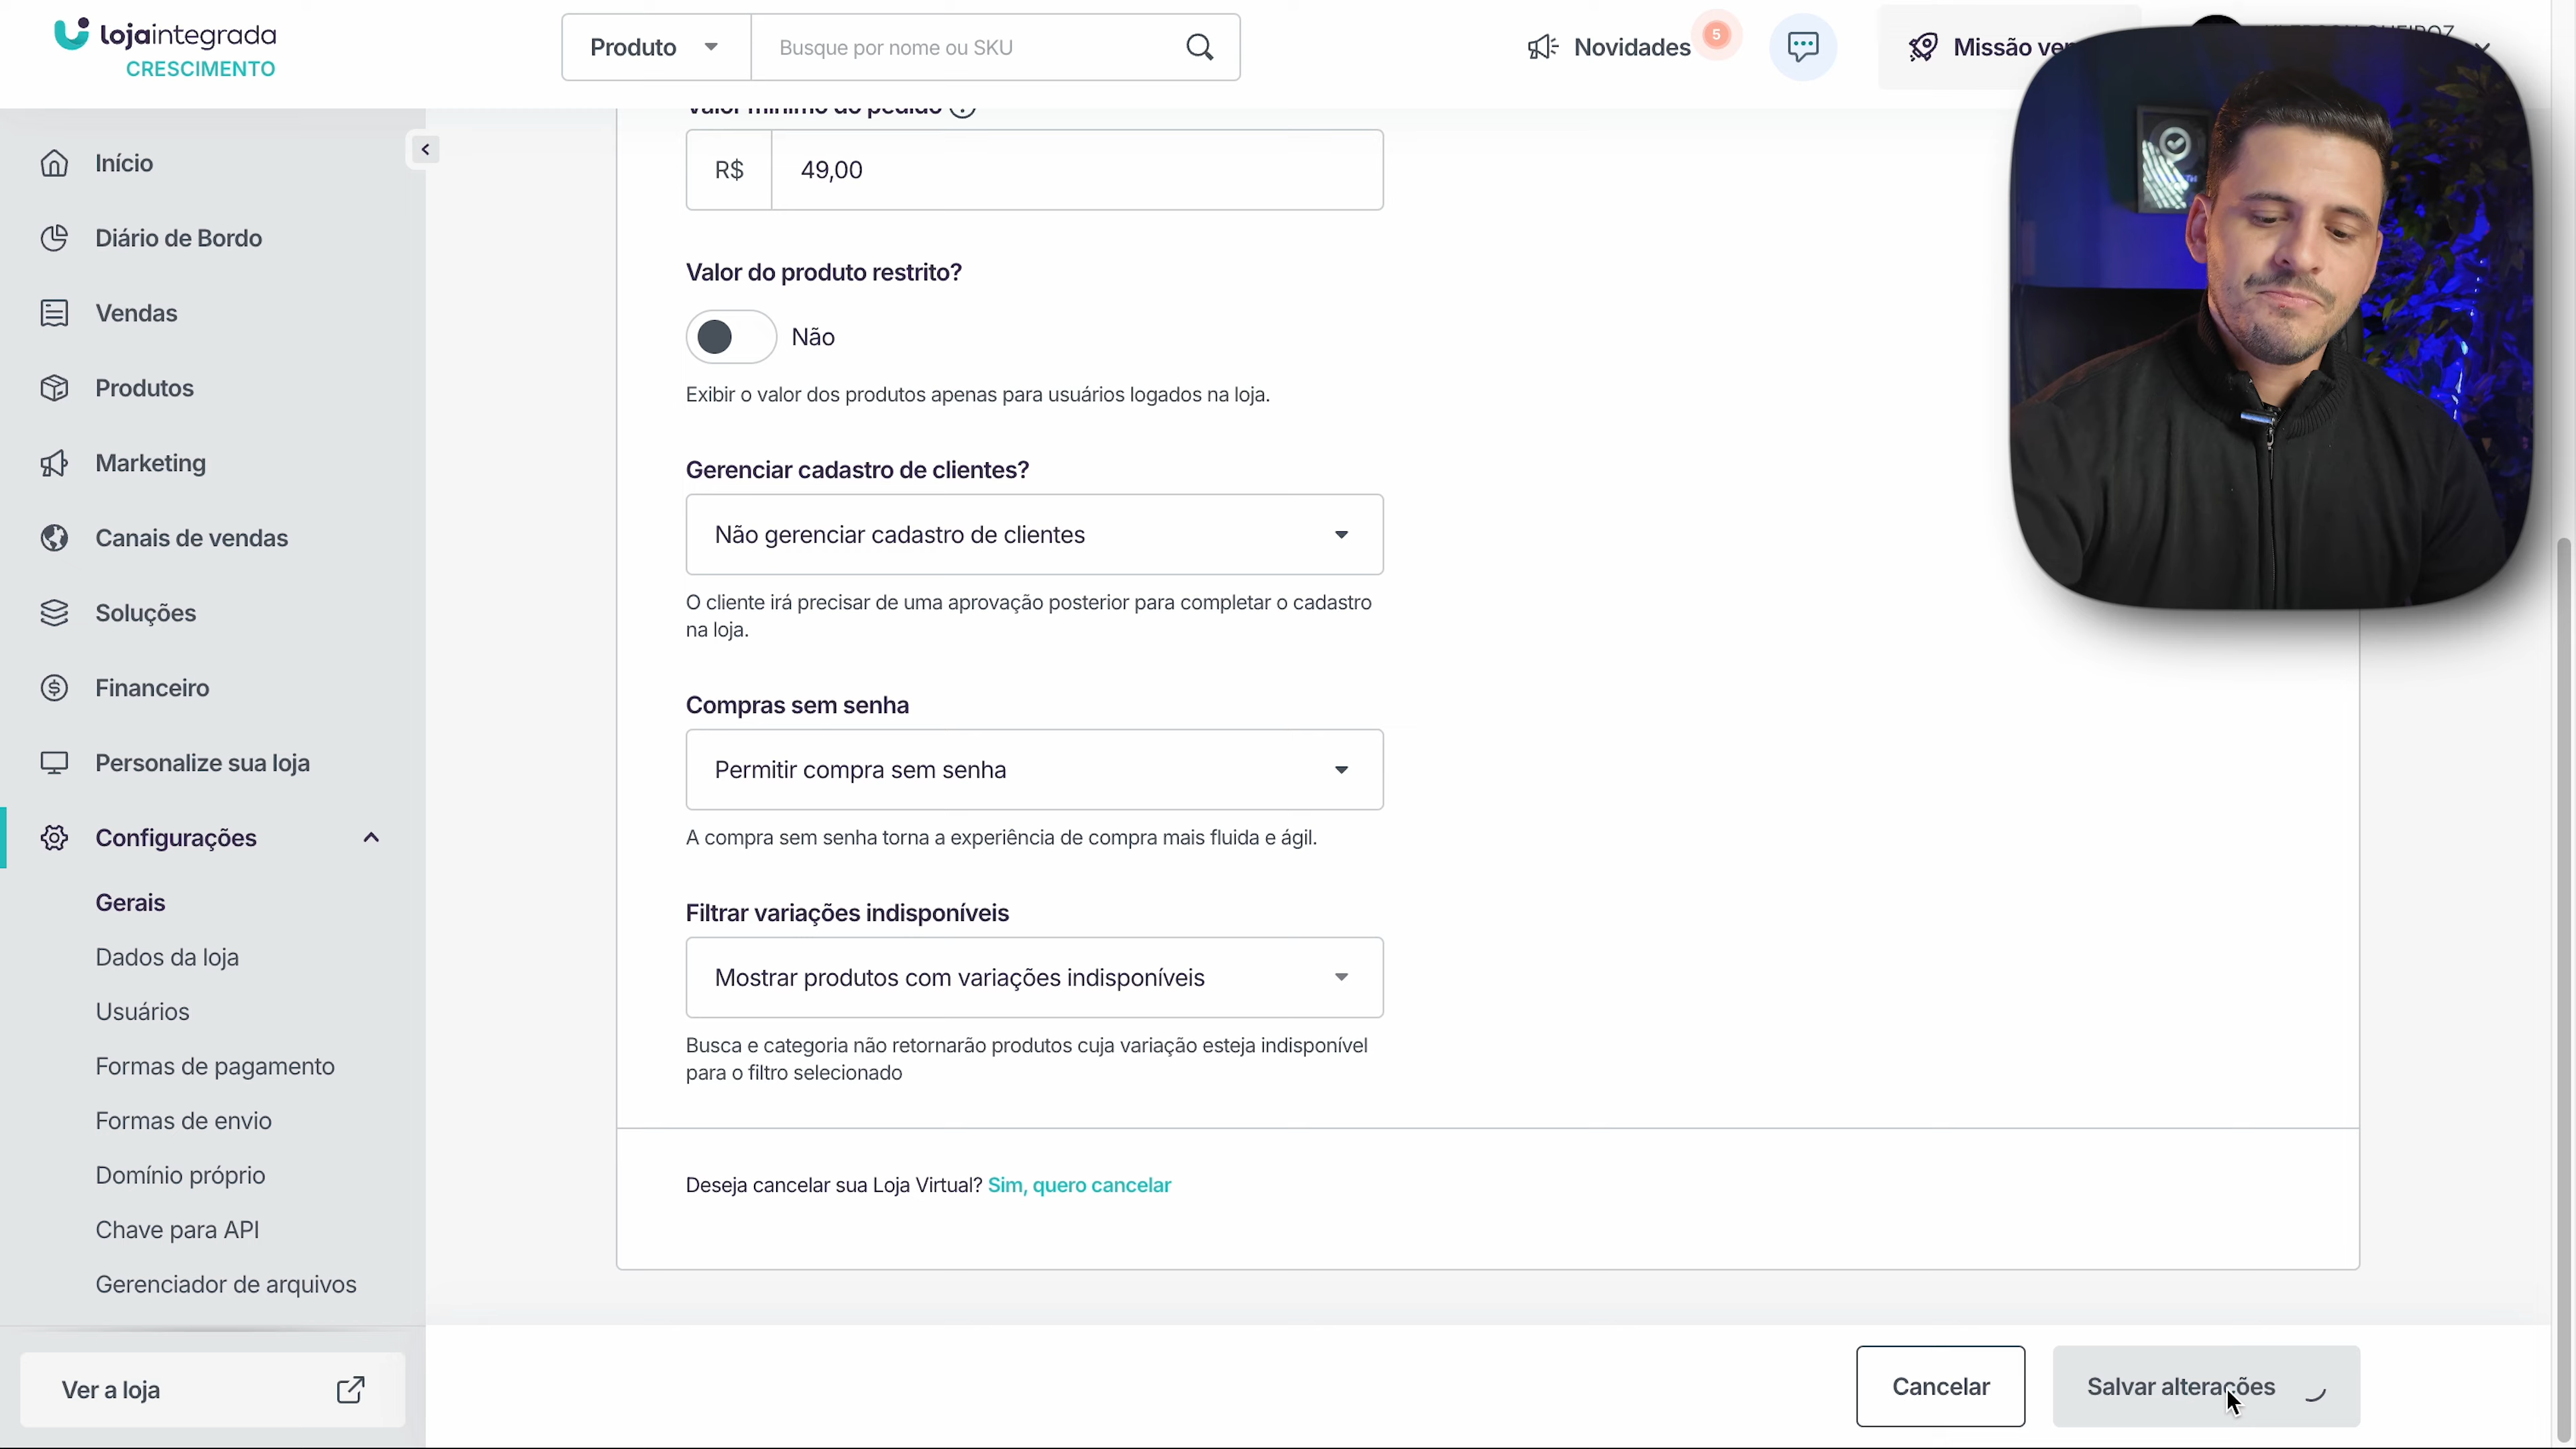 lojaintegrada
CRESCIMENTO
Produto
Busque por nome ou SKU
Novidades
5
Missão
Valor mínimo do pedido
R$
49,00
Valor do produto restrito?
Não
Exibir o valor dos produtos apenas para usuários logados na loja.
Gerenciar cadastro de clientes?
Não gerenciar cadastro de clientes
O cliente irá precisar de uma aprovação posterior para completar o cadastro
na loja.
Compras sem senha
Permitir compra sem senha
A compra sem senha torna a experiência de compra mais fluida e ágil.
Filtrar variações indisponíveis
Mostrar produtos com variações indisponíveis
Busca e categoria não retornarão produtos cuja variação esteja indisponível
para o filtro selecionado
Deseja cancelar sua Loja Virtual? Sim, quero cancelar
Início
Diário de Bordo
Vendas
Produtos
Marketing
Canais de vendas
Soluções
Financeiro
Personalize sua loja
Configurações
Gerais
Dados da loja
Usuários
Formas de pagamento
Formas de envio
Domínio próprio
Chave para API
Gerenciador de arquivos
Ver a loja
Cancelar
Salvar alterações